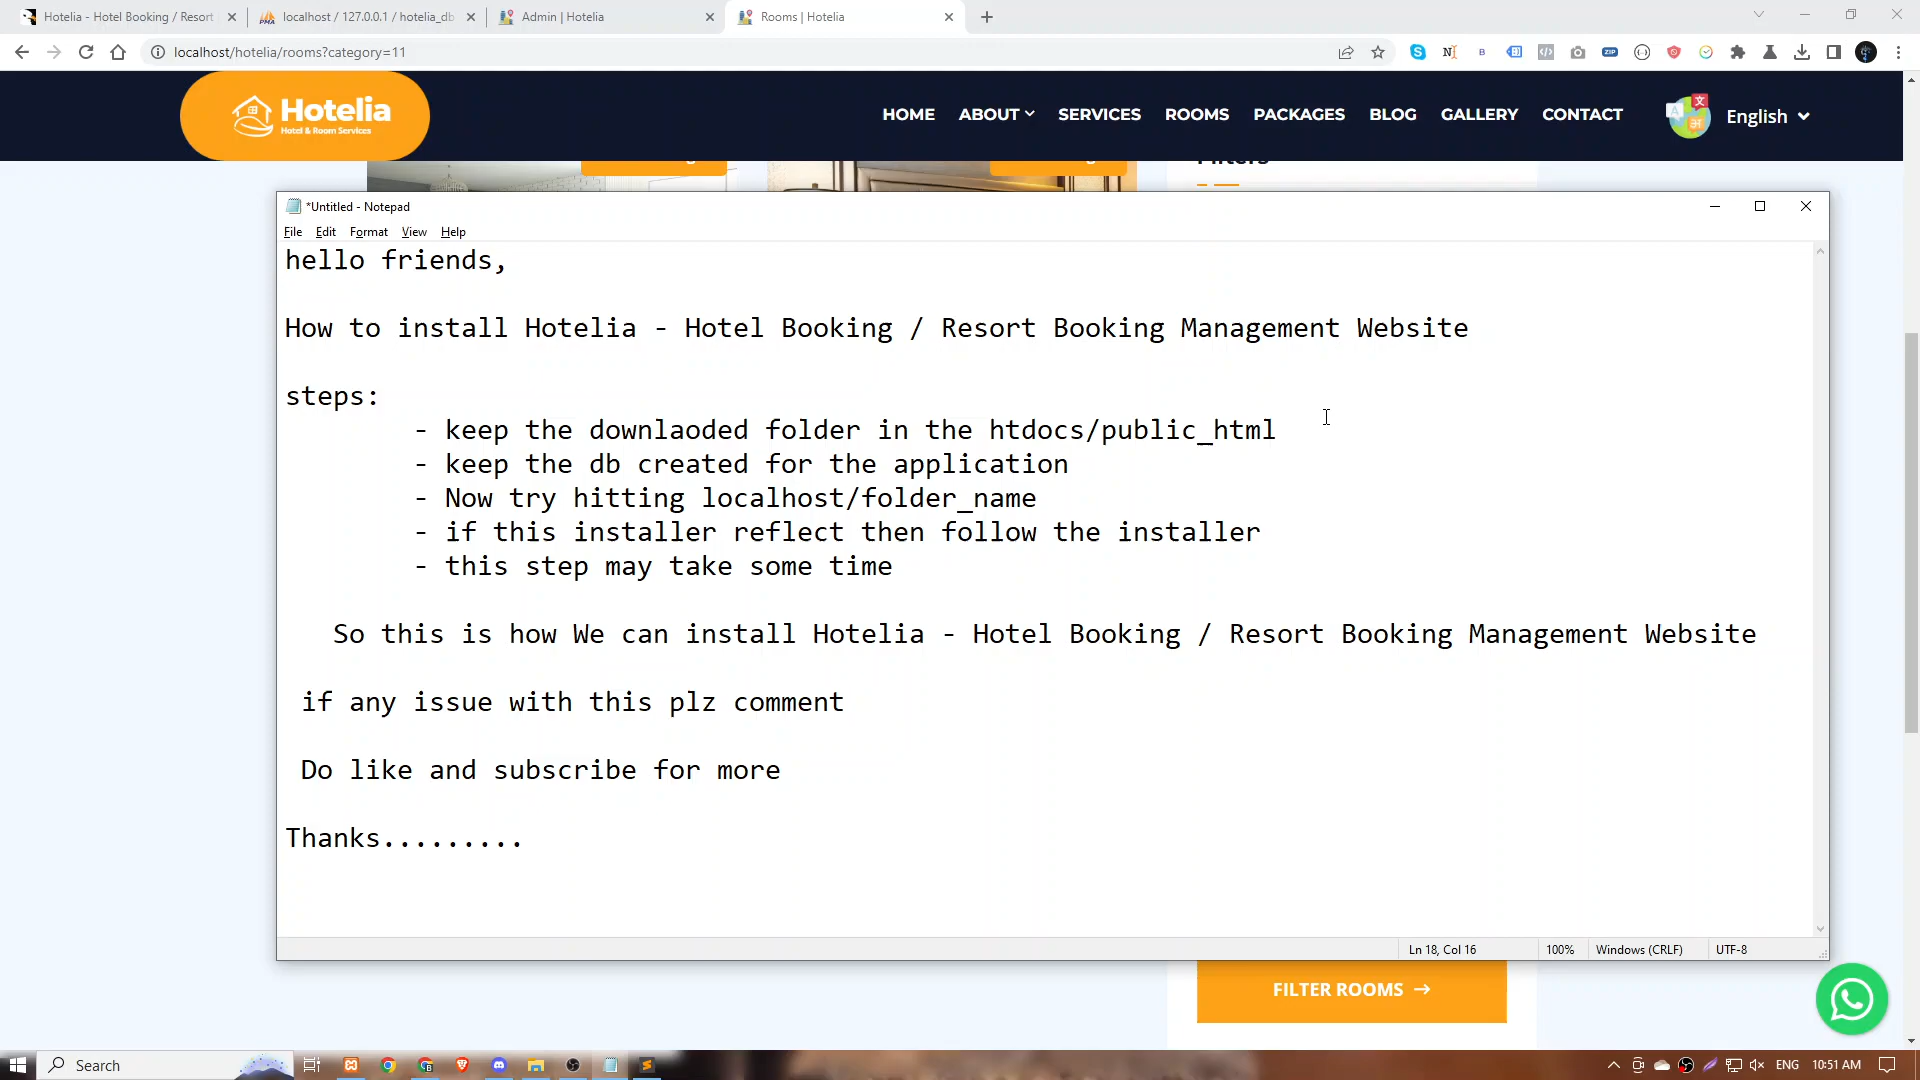 Hotelia - Hotel Booking / Resort
localhost / 127.0.0.1 / hotelia_db
Admin | Hotelia
Rooms | Hotelia
localhost/hotelia/rooms?category=11
Hotelia
Hotel & Room Services
HOME
ABOUT
SERVICES
ROOMS
PACKAGES
BLOG
GALLERY
CONTACT
English
*Untitled - Notepad
File Edit Format View Help
hello friends,
How to install Hotelia - Hotel Booking / Resort Booking Management Website
steps:
- keep the downlaoded folder in the htdocs/public_html
- keep the db created for the application
- Now try hitting localhost/folder_name
- if this installer reflect then follow the installer
- this step may take some time
So this is how We can install Hotelia - Hotel Booking / Resort Booking Management Website
if any issue with this plz comment
Do like and subscribe for more
Thanks.........
Ln 18, Col 16
100%
Windows (CRLF)
UTF-8
FILTER ROOMS →
Search
ENG
10:51 AM